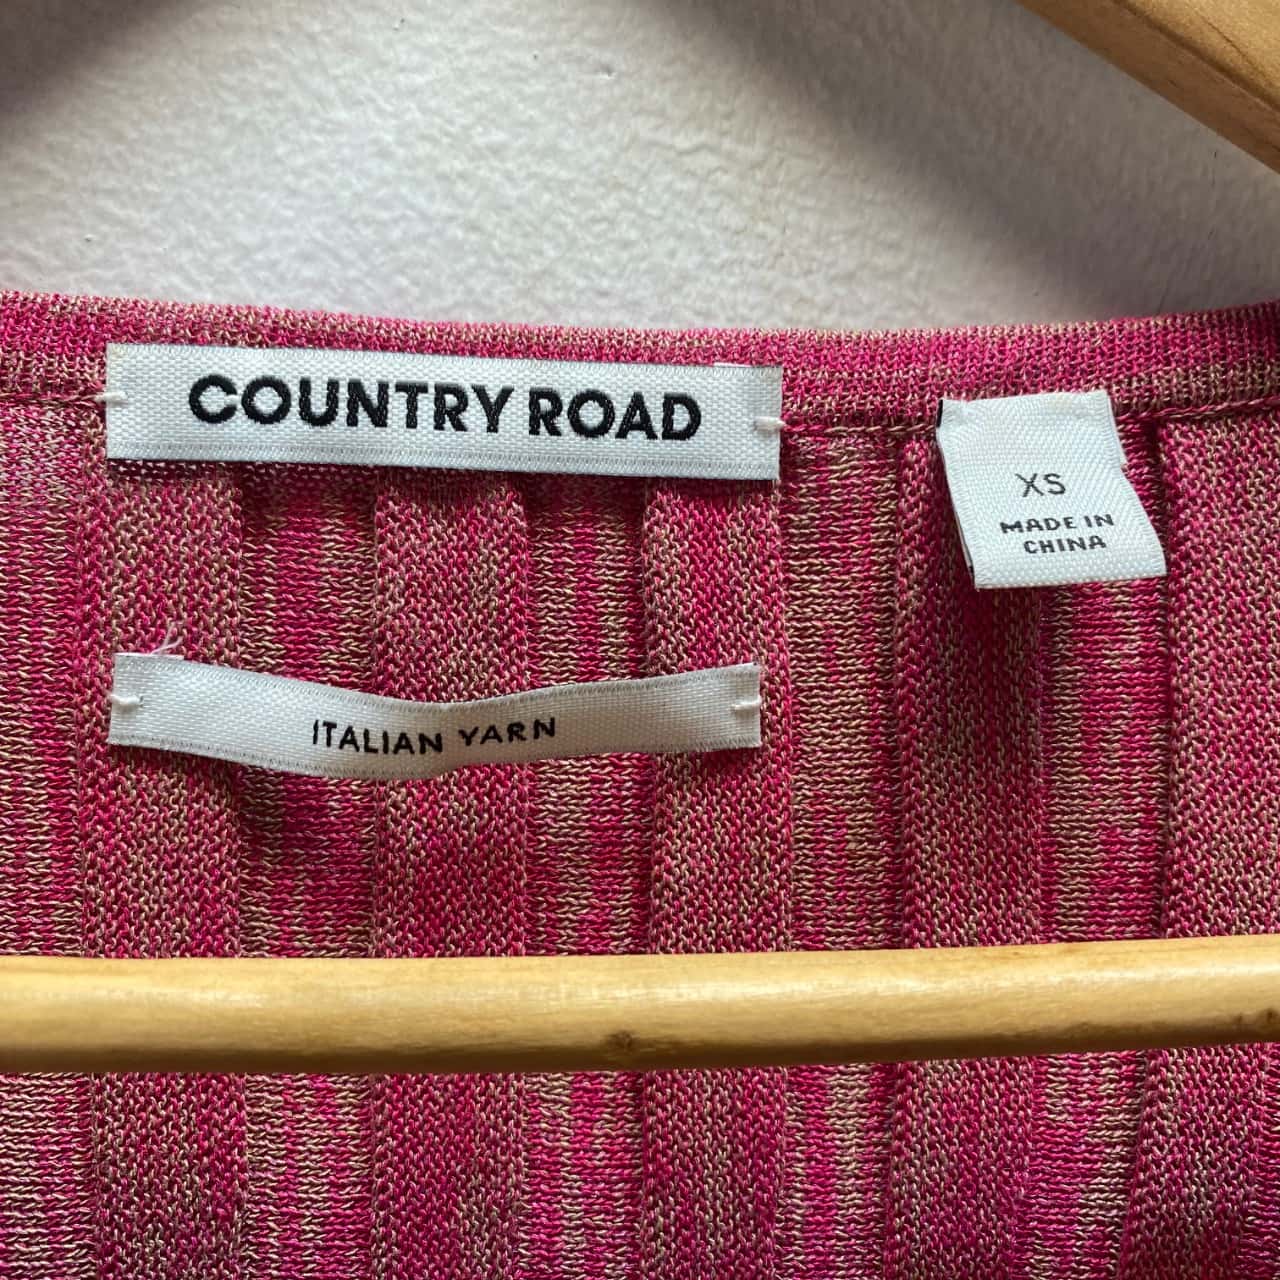 COUNTRY ROAD
XS
MADE IN
CHINA
ITALIAN YARN